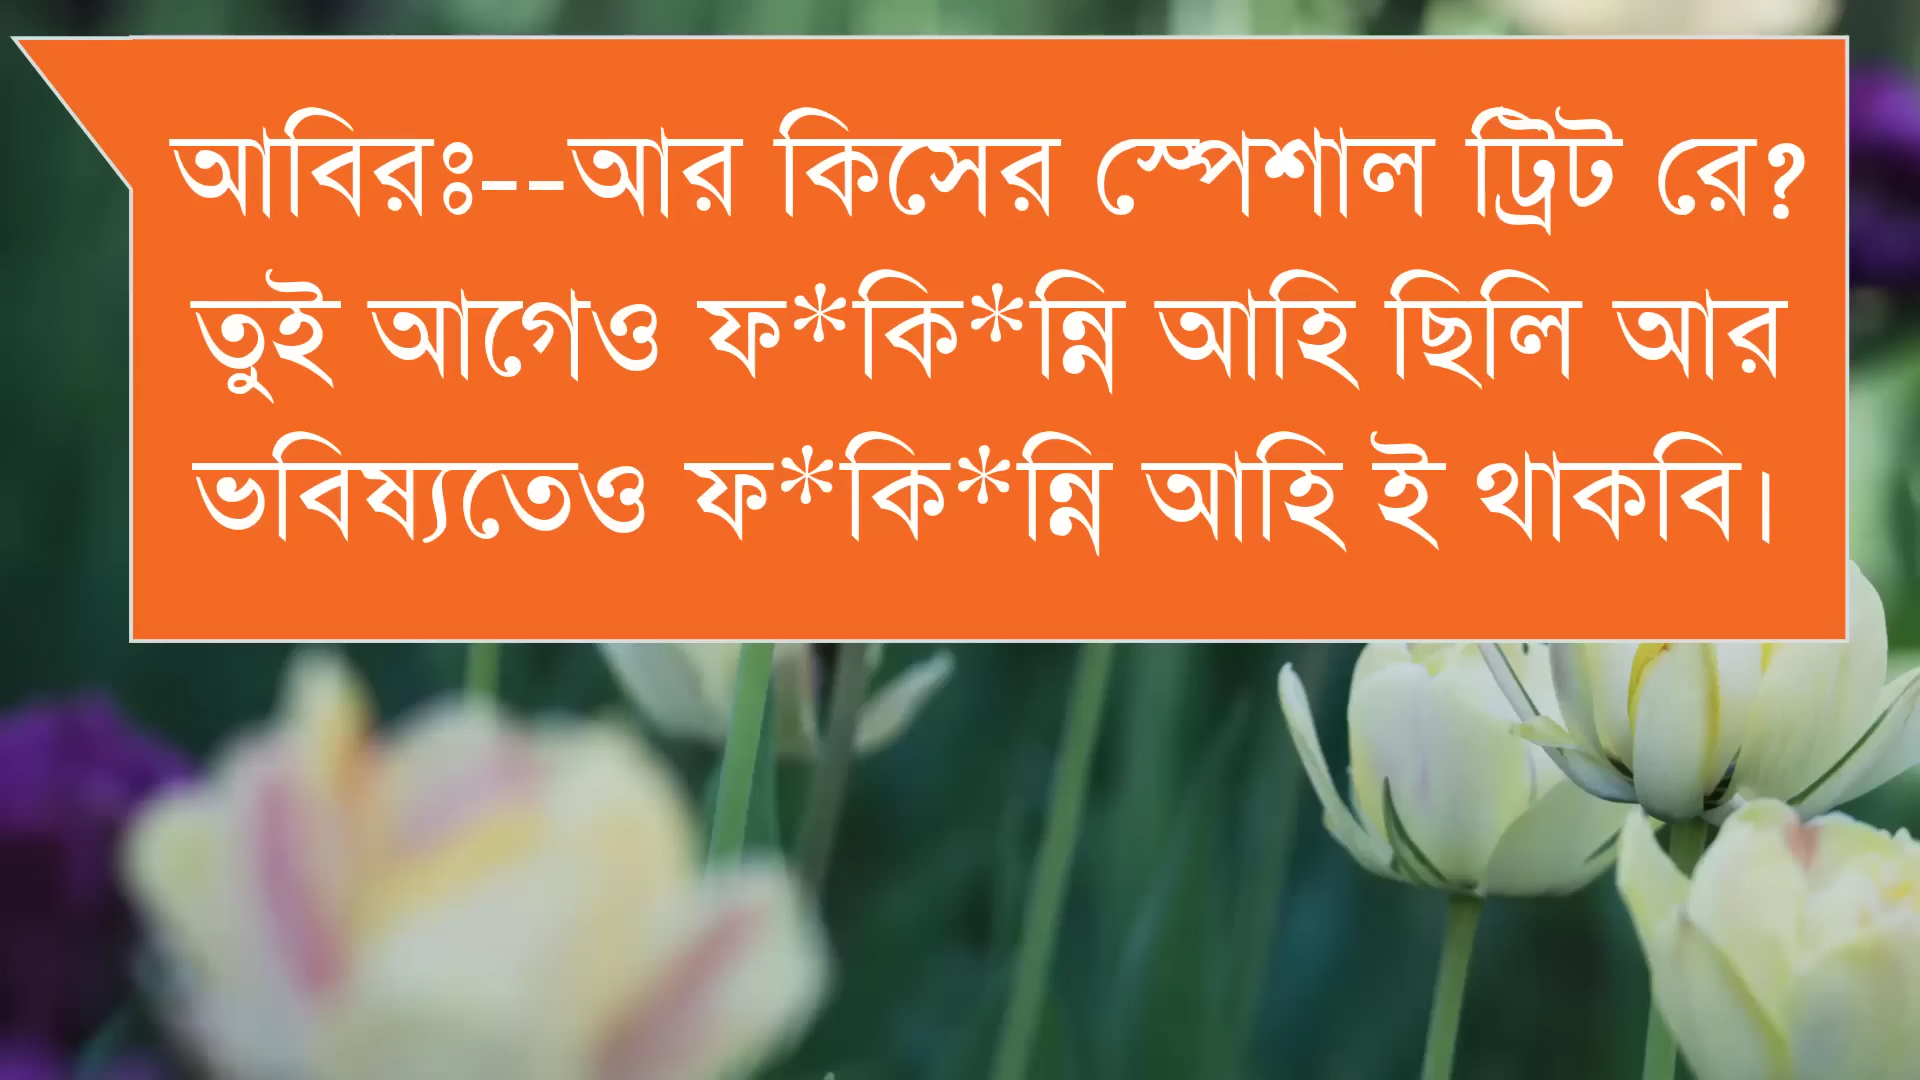 আবিরঃ--আর কিসের স্পেশাল ট্রিট রে?
তুই আগেও ফ*কি*ন্নি আহি ছিলি আর
ভবিষ্যতেও ফ*কি*ন্নি আহি ই থাকবি।